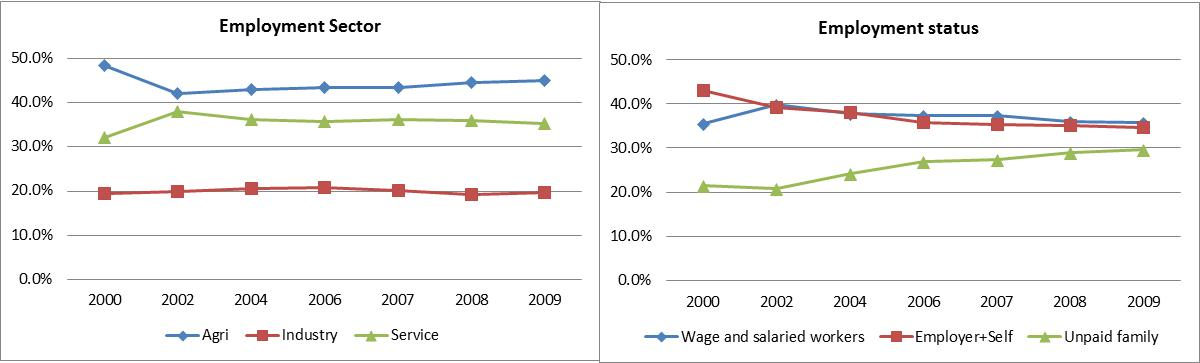 Employment Sector
50.0%
40.0%
30.0%
20.0%
10.0%
0.0%
2000 2002 2004 2006 2007 2008 2009
Agri Industry Service
Employment status
50.0%
40.0%
30.0%
20.0%
10.0%
0.0%
2000 2002 2004 2006 2007 2008 2009
Wage and salaried workers Employer+Self Unpaid family